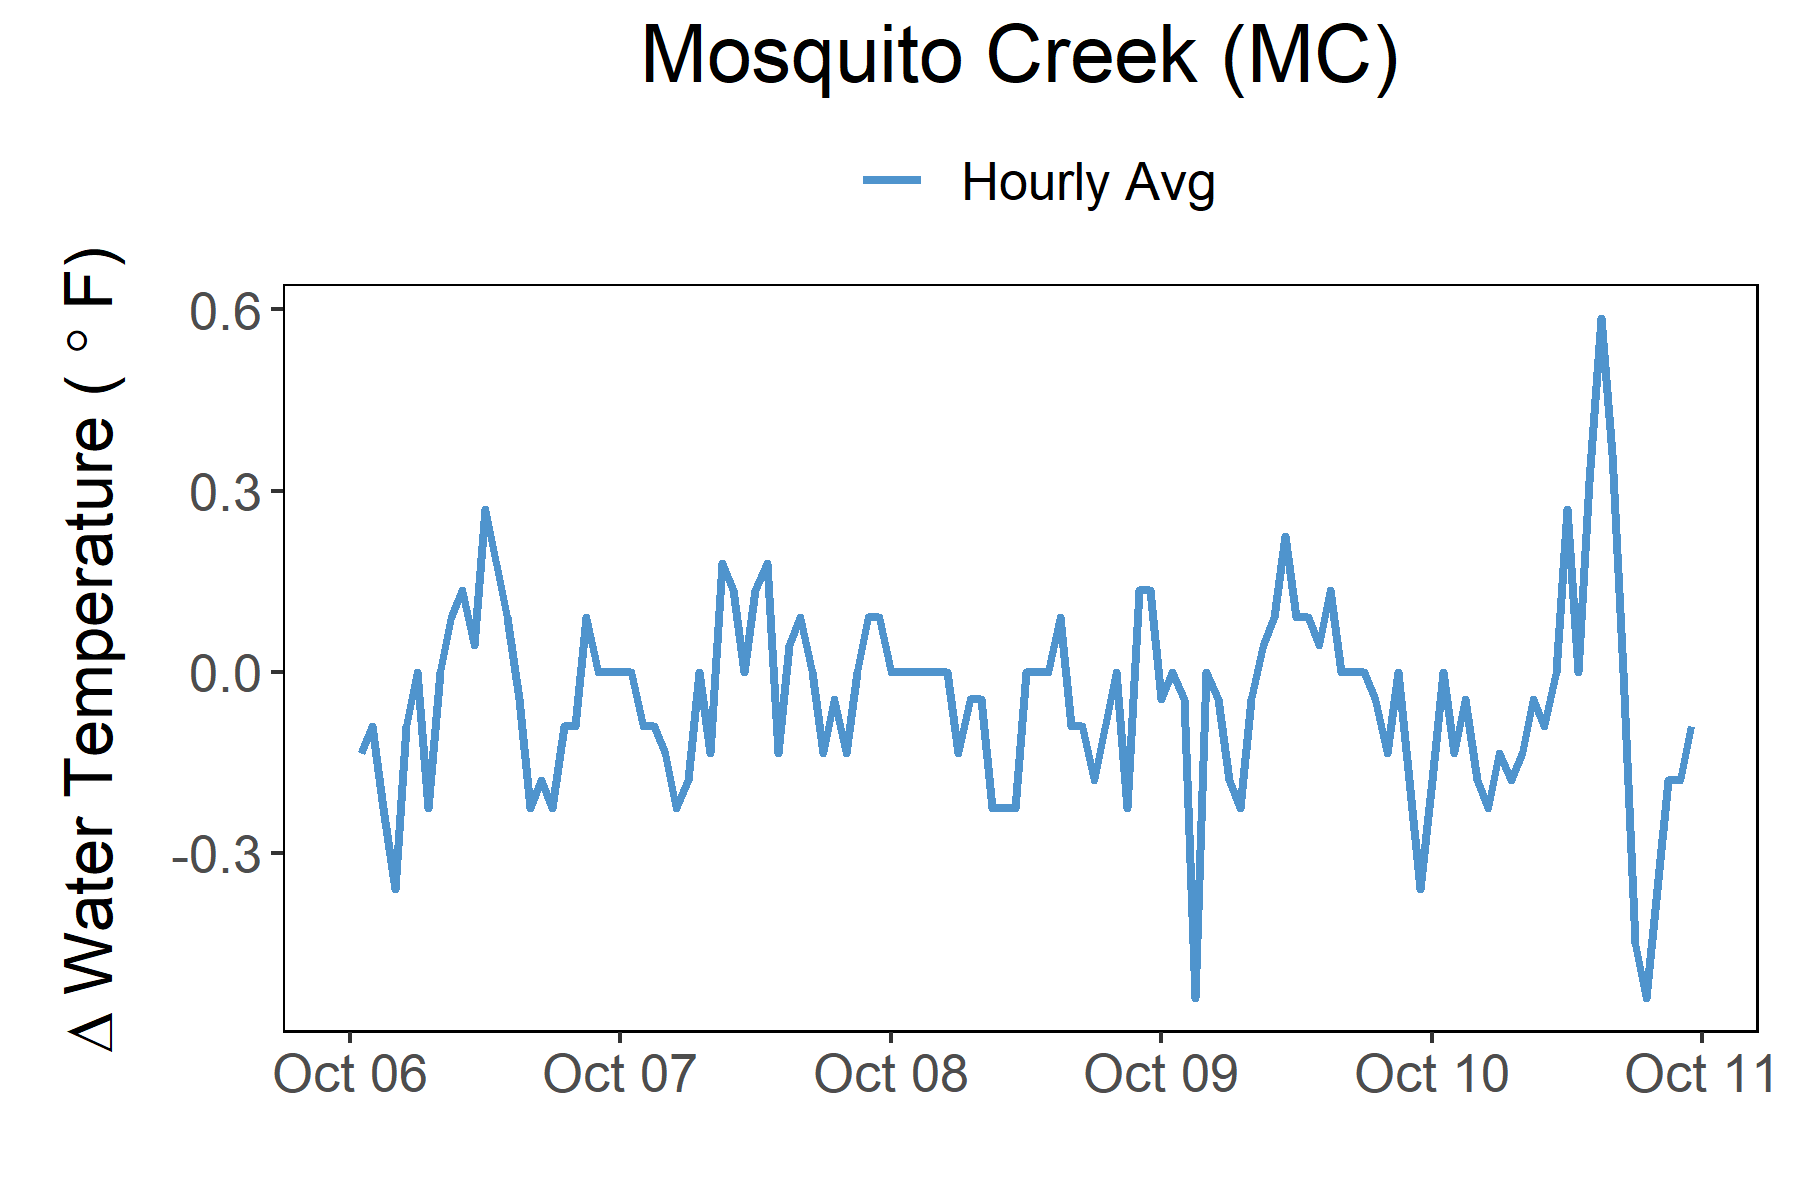 Mosquito Creek (MC)
Hourly Avg
Δ Water Temperature ( ° F)
0.6
0.3
0.0
-0.3
Oct 06 Oct 07 Oct 08 Oct 09 Oct 10 Oct 11